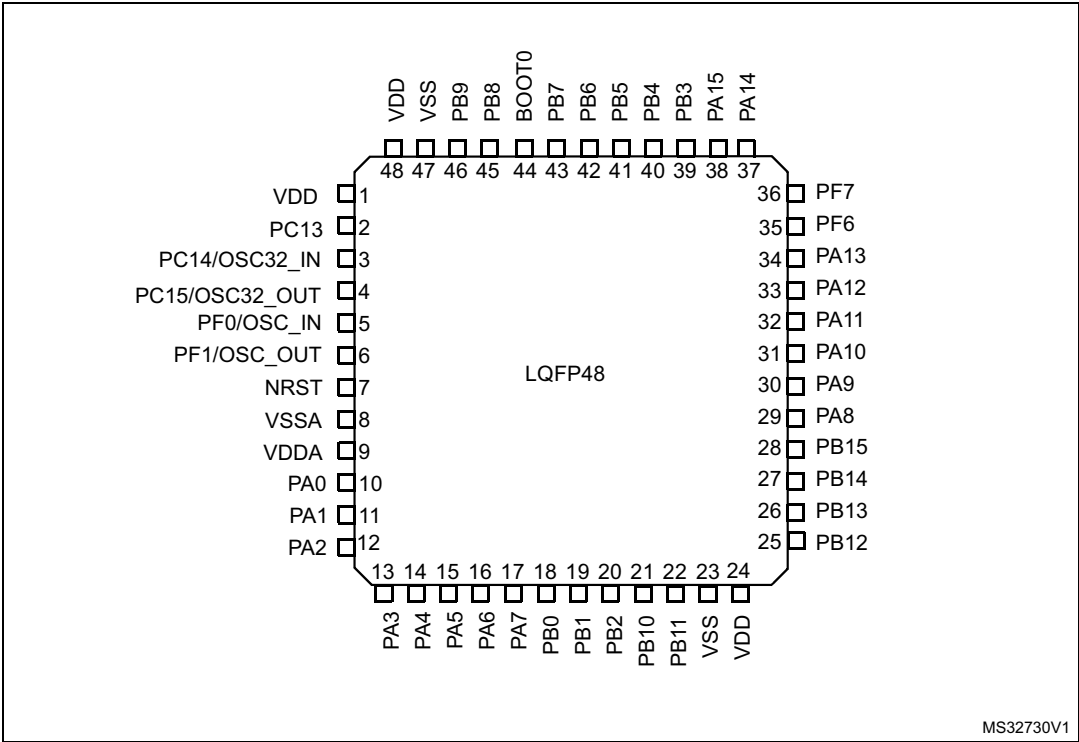 VDD
VSS
PB9
PB8
BOOT0
PB7
PB6
PB5
PB4
PB3
PA15
PA14
48 47 46 45 44 43 42 41 40 39 38 37
VDD 1
PC13 2
PC14/OSC32_IN 3
PC15/OSC32_OUT 4
PF0/OSC_IN 5
PF1/OSC_OUT 6
NRST 7
VSSA 8
VDDA 9
PA0 10
PA1 11
PA2 12
LQFP48
36 PF7
35 PF6
34 PA13
33 PA12
32 PA11
31 PA10
30 PA9
29 PA8
28 PB15
27 PB14
26 PB13
25 PB12
13 14 15 16 17 18 19 20 21 22 23 24
PA3
PA4
PA5
PA6
PA7
PB0
PB1
PB2
PB10
PB11
VSS
VDD
MS32730V1